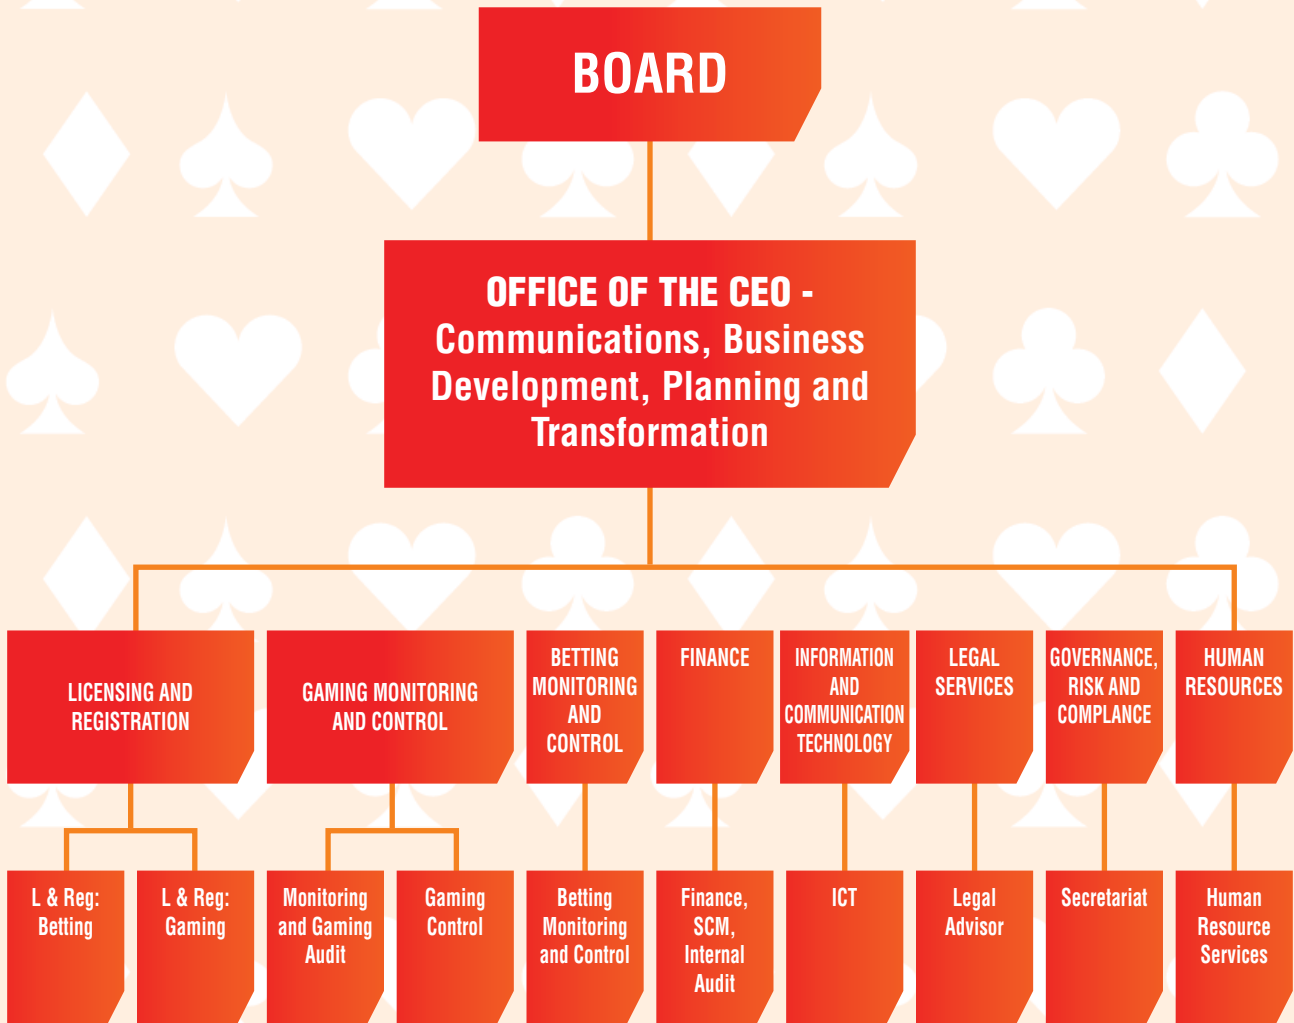 BOARD
OFFICE OF THE CEO -
Communications, Business
Development, Planning and
Transformation
LICENSING AND
REGISTRATION
GAMING MONITORING
AND CONTROL
BETTING
MONITORING
AND
CONTROL
FINANCE
INFORMATION
AND
COMMUNICATION
TECHNOLOGY
LEGAL
SERVICES
GOVERNANCE,
RISK AND
COMPLANCE
HUMAN
RESOURCES
L & Reg:
Betting
L & Reg:
Gaming
Monitoring
and Gaming
Audit
Gaming
Control
Betting
Monitoring
and Control
Finance,
SCM,
Internal
Audit
ICT
Legal
Advisor
Secretariat
Human
Resource
Services